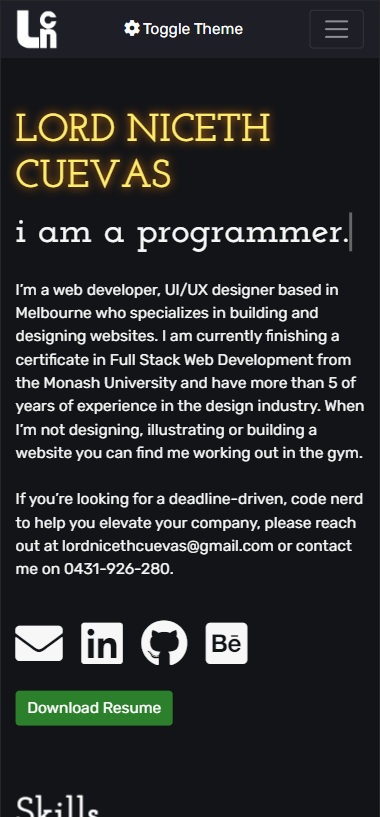 Lcn
Toggle Theme
LORD NICETH
CUEVAS
i am a programmer.
I'm a web developer, UI/UX designer based in
Melbourne who specializes in building and
designing websites. I am currently finishing a
certificate in Full Stack Web Development from
the Monash University and have more than 5 of
years of experience in the design industry. When
I'm not designing, illustrating or building a
website you can find me working out in the gym.
If you're looking for a deadline-driven, code nerd
to help you elevate your company, please reach
out at lordnicethcuevas@gmail.com or contact
me on 0431-926-280.
in
Bē
Download Resume
Skills